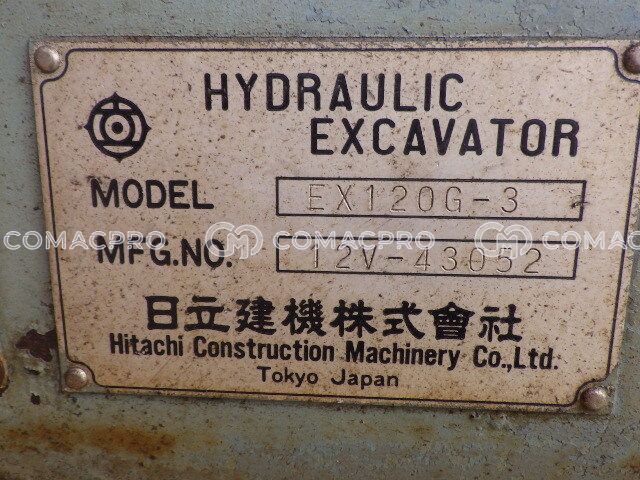 HYDRAULIC
EXCAVATOR
MODEL EX120G-3
COMACPRO COMACPRO COMACPRO
MFG.NO. 12V-43052
日立建機株式會社
Hitachi Construction Machinery Co.,Ltd.
Tokyo Japan